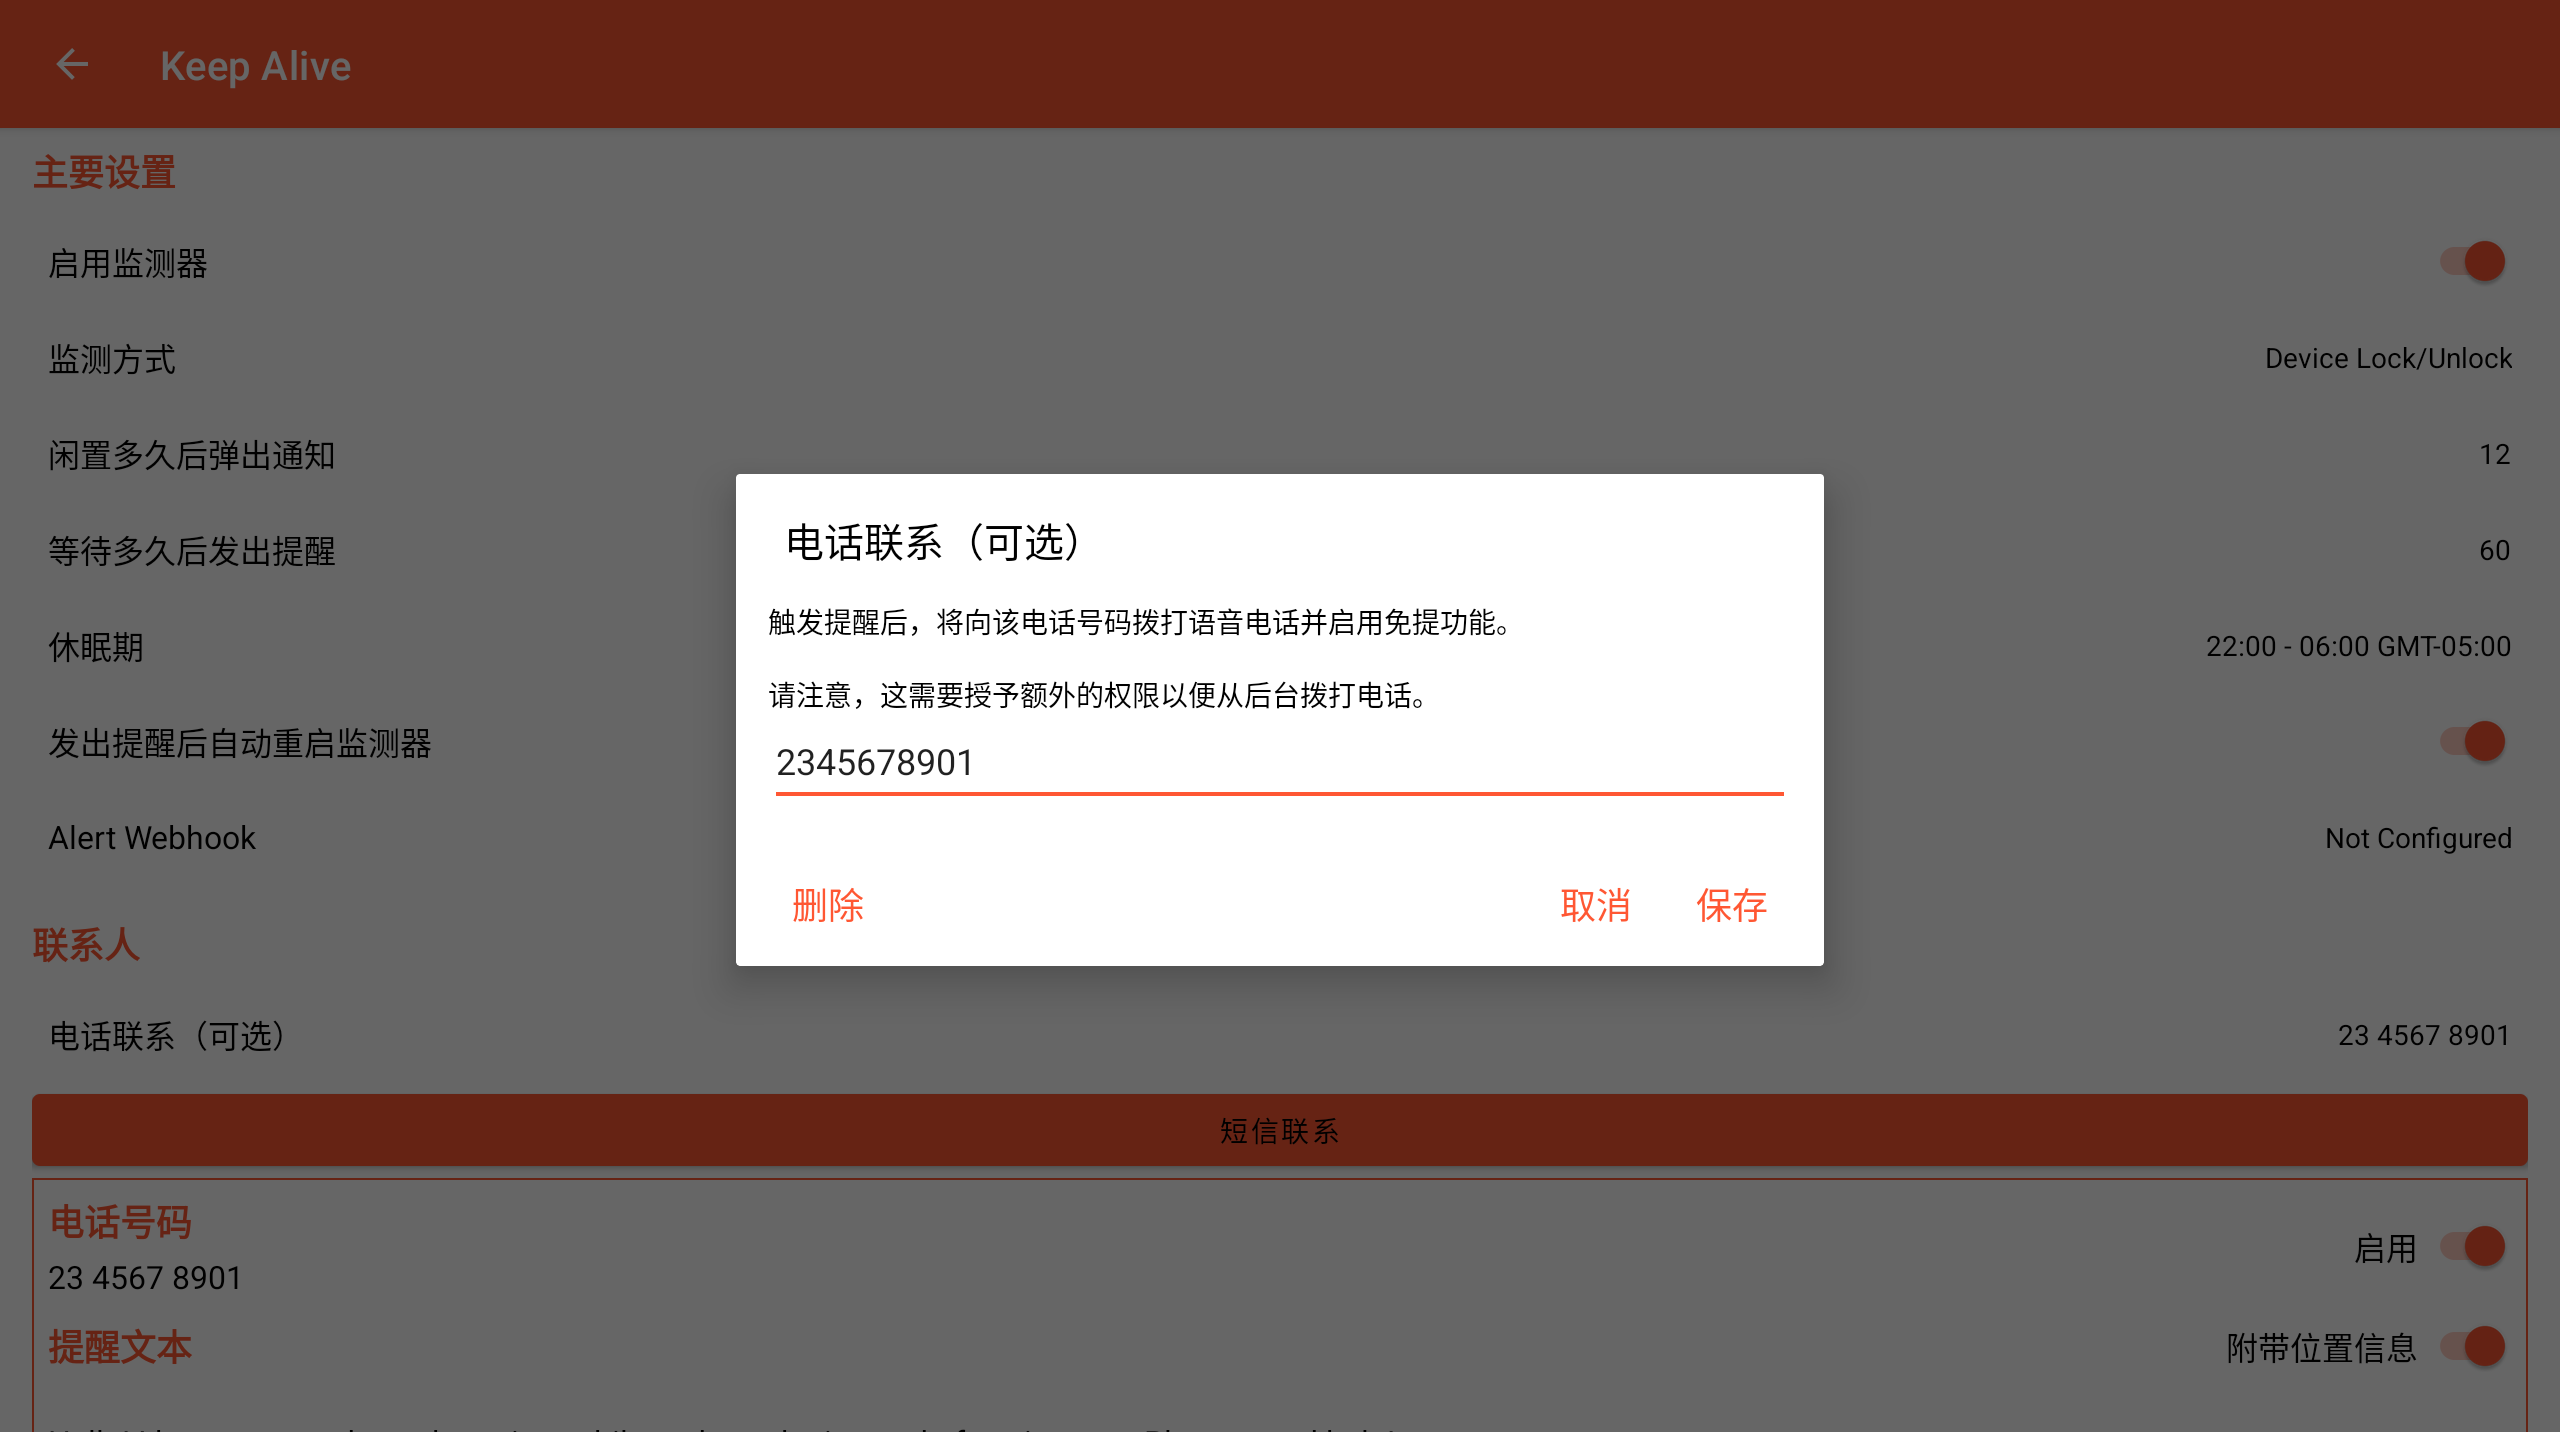 Keep Alive
主要设置
启用监测器
监测方式
Device Lock/Unlock
闲置多久后弹出通知
12
等待多久后发出提醒
60
休眠期
22:00 - 06:00 GMT-05:00
发出提醒后自动重启监测器
Alert Webhook
Not Configured
联系人
电话联系（可选）
23 4567 8901
短信联系
电话号码
23 4567 8901
启用
提醒文本
附带位置信息
电话联系（可选）
触发提醒后，将向该电话号码拨打语音电话并启用免提功能。
请注意，这需要授予额外的权限以便从后台拨打电话。
2345678901
删除
取消
保存